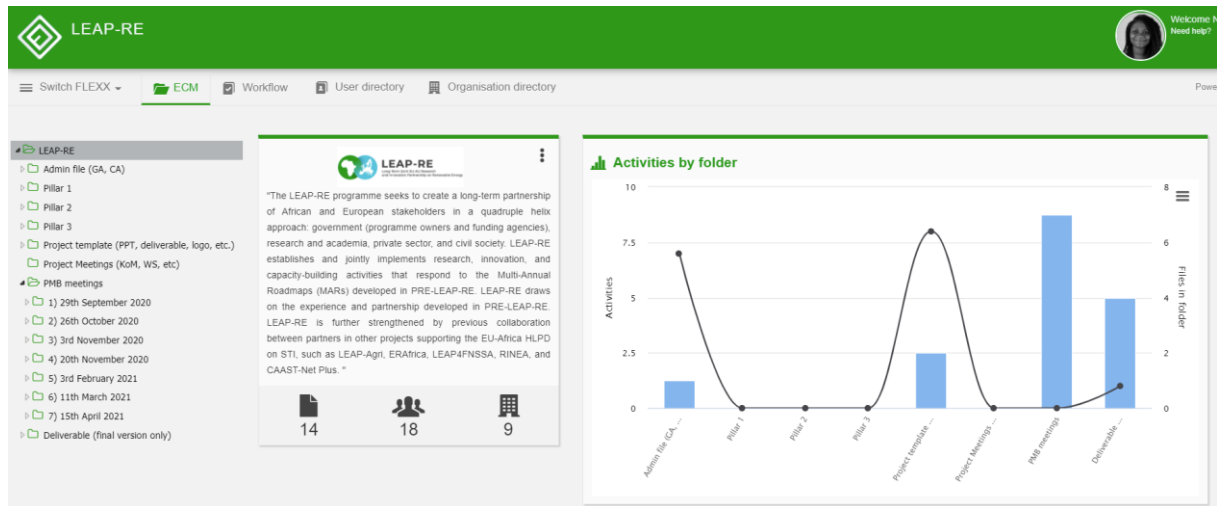 LEAP-RE
Welcome N
Need help?
Switch FLEXX
ECM
Workflow
User directory
Organisation directory
Powe
LEAP-RE
Admin file (GA, CA)
Pillar 1
Pillar 2
Pillar 3
Project template (PPT, deliverable, logo, etc.)
Project Meetings (KoM, WS, etc)
PMB meetings
1) 29th September 2020
2) 26th October 2020
3) 3rd November 2020
4) 20th November 2020
5) 3rd February 2021
6) 11th March 2021
7) 15th April 2021
Deliverable (final version only)
LEAP-RE
"The LEAP-RE programme seeks to create a long-term partnership
of African and European stakeholders in a quadruple helix
approach: government (programme owners and funding agencies),
research and academia, private sector, and civil society. LEAP-RE
establishes and jointly implements research, innovation, and
capacity-building activities that respond to the Multi-Annual
Roadmaps (MARs) developed in PRE-LEAP-RE. LEAP-RE draws
on the experience and partnership developed in PRE-LEAP-RE.
LEAP-RE is further strengthened by previous collaboration
between partners in other projects supporting the EU-Africa HLPD
on STI, such as LEAP-Agri, ERAfrica, LEAP4FNSSA, RINEA, and
CAAST-Net Plus. "
14
18
9
Activities by folder
10
7.5
5
2.5
0
Activities
8
6
4
2
0
Files in folder
Admin file (GA, ...
Pillar 1
Pillar 2
Pillar 3
Project template ...
Project Meetings ...
PMB meetings
Deliverable ...